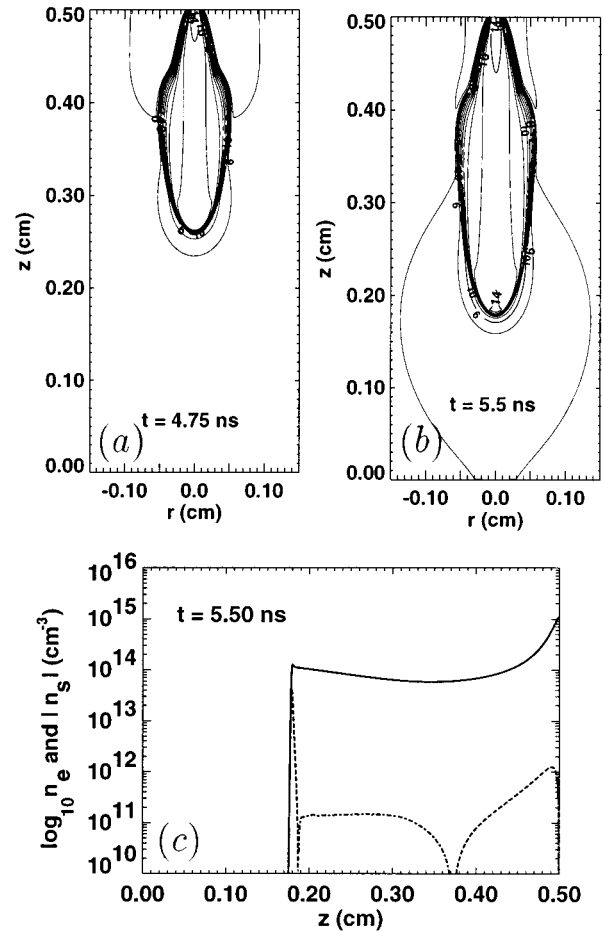 0.50
0.40
0.30
0.20
0.10
0.00
z (cm)
t = 4.75 ns
(a)
-0.10 0.0 0.10
r (cm)
0.50
0.40
0.30
0.20
0.10
0.00
z (cm)
14
t = 5.5 ns
(b)
-0.10 0.0 0.10
r (cm)
10^16
10^15
10^14
10^13
10^12
10^11
10^10
log10 ne and | ns | (cm-3)
t = 5.50 ns
(c)
0.00 0.10 0.20 0.30 0.40 0.50
z (cm)